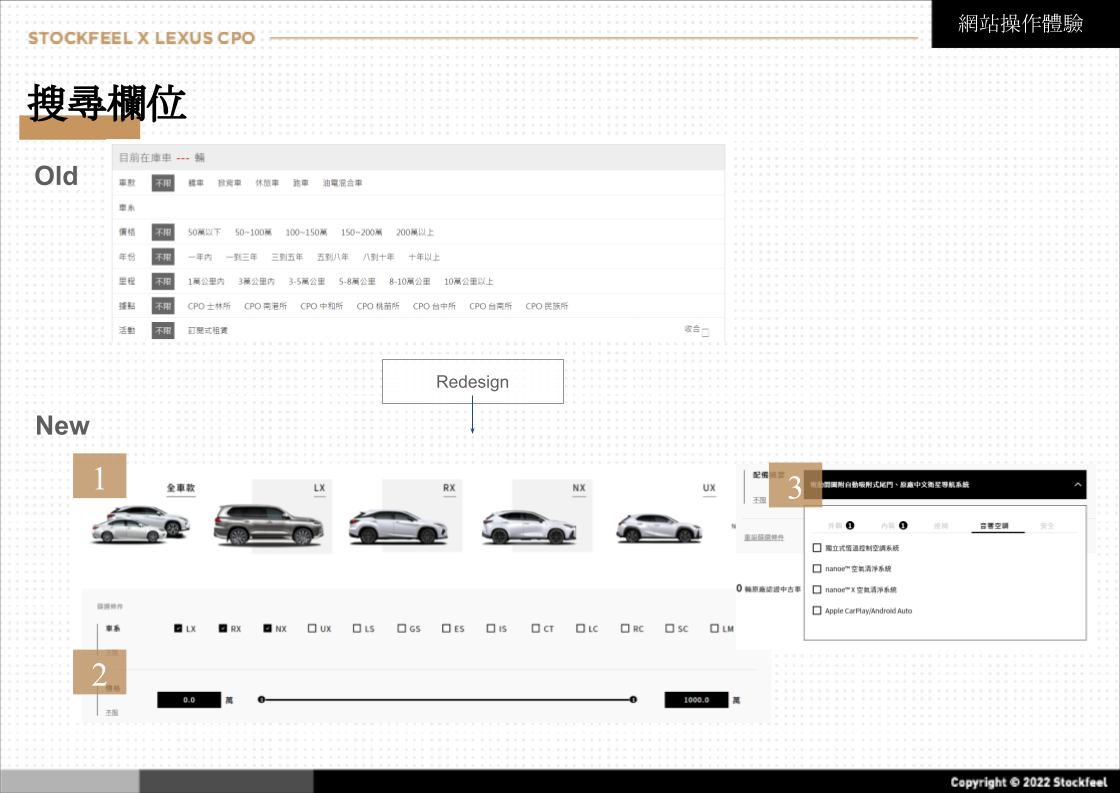 STOCKFEEL X LEXUS CPO
網站操作體驗
搜尋欄位
Old
目前在庫車 --- 輛
車款 不限 轎車 掀背車 休旅車 跑車 油電混合車
車系
價格 不限 50萬以下 50~100萬 100~150萬 150~200萬 200萬以上
年份 不限 一年內 一到三年 三到五年 五到八年 八到十年 十年以上
里程 不限 1萬公里內 3萬公里內 3-5萬公里 5-8萬公里 8-10萬公里 10萬公里以上
據點 不限 CPO 士林所 CPO 南港所 CPO 中和所 CPO 桃苗所 CPO 台中所 CPO 台南所 CPO 民族所
活動 不限 訂閱式租賃 收合
Redesign
New
1
全車款 LX RX NX UX
篩選條件
車系 LX RX NX UX LS GS ES IS CT LC RC SC LM
2
價格 0.0 萬 1000.0 萬
不限
3
配備
電動開闔附自動吸附式尾門、原廠中文衛星導航系統
不限
外觀 1 內裝 1 座椅 音響空調 安全
重設篩選條件
獨立式恆溫控制空調系統
nanoe™ 空氣清淨系統
0 輛原廠認證中古車
nanoe™ X 空氣清淨系統
Apple CarPlay/Android Auto
Copyright © 2022 Stockfeel